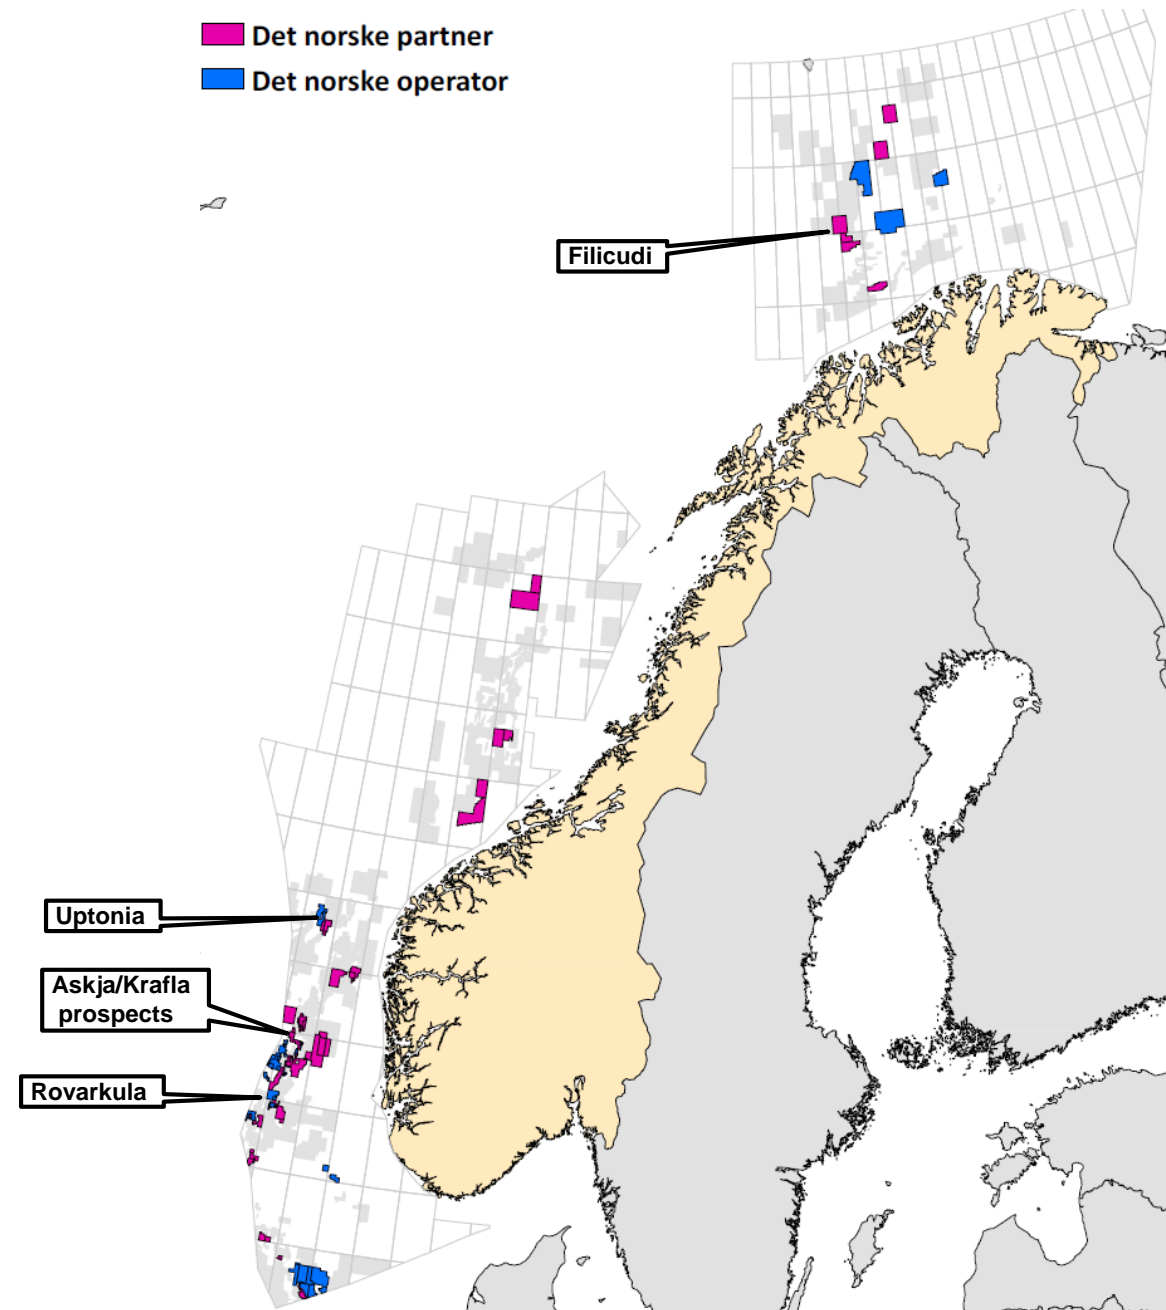 Det norske partner
Det norske operator
Filicudi
Uptonia
Askja/Krafla
prospects
Rovarkula